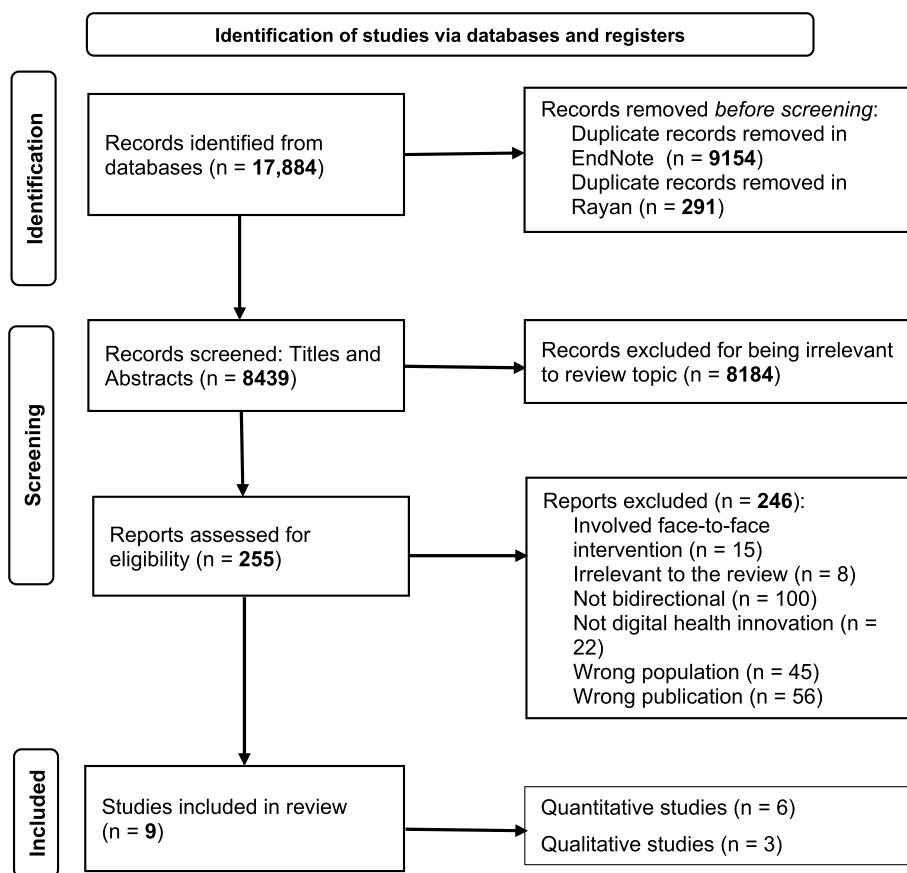 Identification of studies via databases and registers
Identification
Records identified from
databases (n = 17,884)
Records removed before screening:
Duplicate records removed in
EndNote  (n = 9154)
Duplicate records removed in
Rayan (n = 291)
Screening
Records screened: Titles and
Abstracts (n = 8439)
Records excluded for being irrelevant
to review topic (n = 8184)
Reports assessed for
eligibility (n = 255)
Reports excluded (n = 246):
Involved face-to-face
intervention (n = 15)
Irrelevant to the review (n = 8)
Not bidirectional (n = 100)
Not digital health innovation (n =
22)
Wrong population (n = 45)
Wrong publication (n = 56)
Included
Studies included in review
(n = 9)
Quantitative studies (n = 6)
Qualitative studies (n = 3)